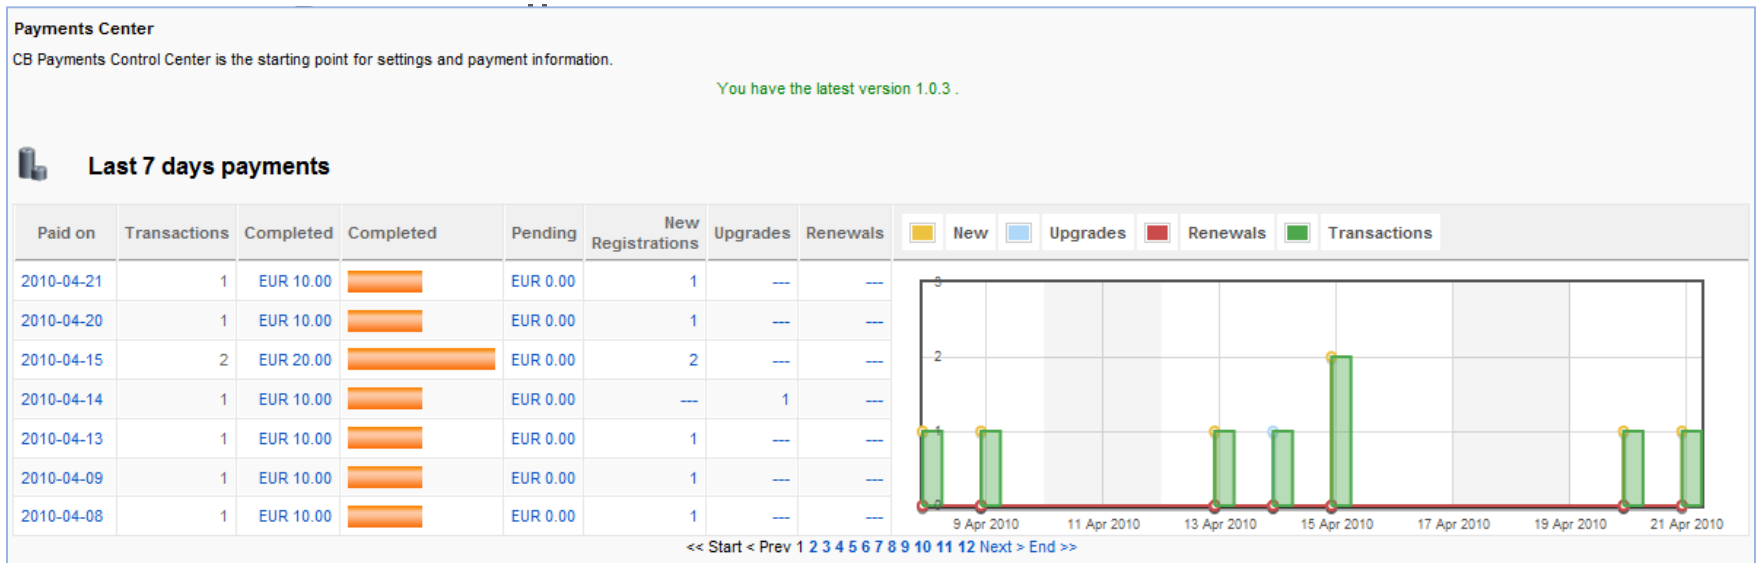 Payments Center
CB Payments Control Center is the starting point for settings and payment information.
You have the latest version 1.0.3 .
Last 7 days payments
Paid on Transactions Completed Completed Pending New Registrations Upgrades Renewals
New Upgrades Renewals Transactions
2010-04-21 1 EUR 10.00 EUR 0.00 1 --- ---
2010-04-20 1 EUR 10.00 EUR 0.00 1 --- ---
2010-04-15 2 EUR 20.00 EUR 0.00 2 --- ---
2010-04-14 1 EUR 10.00 EUR 0.00 --- 1 ---
2010-04-13 1 EUR 10.00 EUR 0.00 1 --- ---
2010-04-09 1 EUR 10.00 EUR 0.00 1 --- ---
2010-04-08 1 EUR 10.00 EUR 0.00 1 --- ---
3
2
1
0
9 Apr 2010 11 Apr 2010 13 Apr 2010 15 Apr 2010 17 Apr 2010 19 Apr 2010 21 Apr 2010
<< Start < Prev 1 2 3 4 5 6 7 8 9 10 11 12 Next > End >>